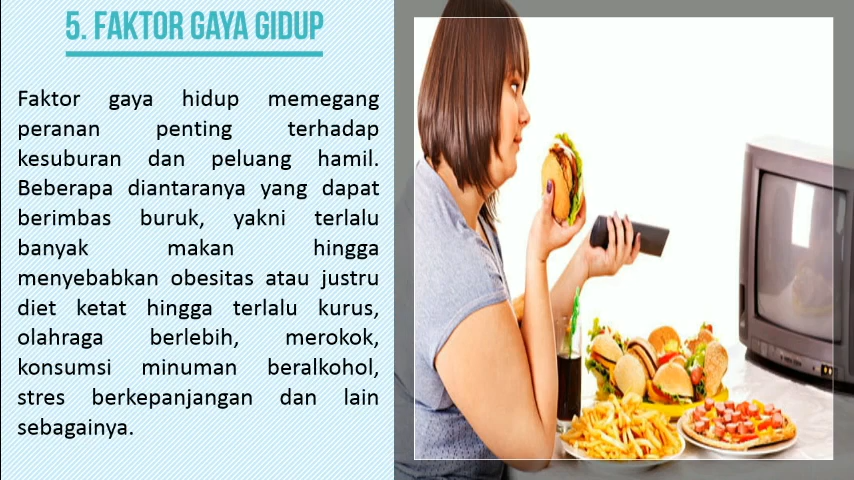 5. FAKTOR GAYA GIDUP
Faktor gaya hidup memegang
peranan penting terhadap
kesuburan dan peluang hamil.
Beberapa diantaranya yang dapat
berimbas buruk, yakni terlalu
banyak makan hingga
menyebabkan obesitas atau justru
diet ketat hingga terlalu kurus,
olahraga berlebih, merokok,
konsumsi minuman beralkohol,
stres berkepanjangan dan lain
sebagainya.